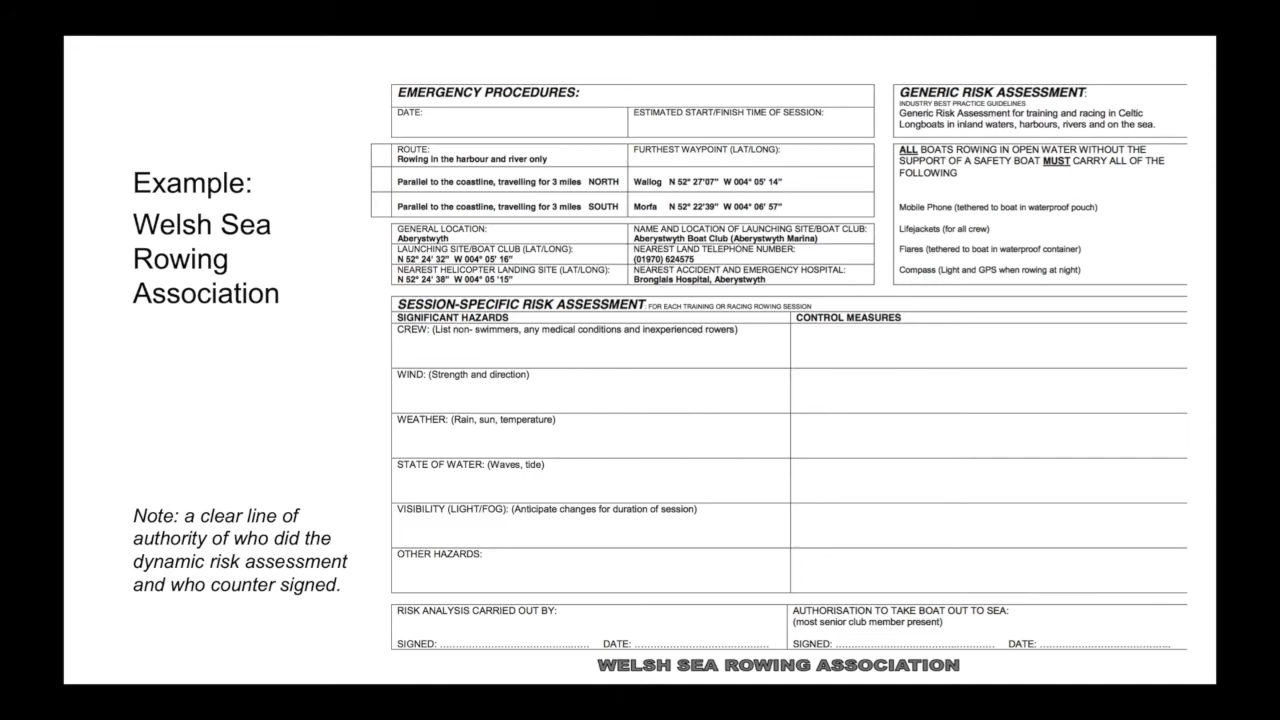 Example:
Welsh Sea
Rowing
Association
Note: a clear line of
authority of who did the
dynamic risk assessment
and who counter signed.
EMERGENCY PROCEDURES:
DATE:
ESTIMATED START/FINISH TIME OF SESSION:
ROUTE:
Rowing in the harbour and river only
FURTHEST WAYPOINT (LAT/LONG):
Parallel to the coastline, travelling for 3 miles NORTH
Wallog N 52° 27'07" W 004° 05' 14"
Parallel to the coastline, travelling for 3 miles SOUTH
Morfa N 52° 22'39" W 004° 06' 57"
GENERAL LOCATION:
Aberystwyth
NAME AND LOCATION OF LAUNCHING SITE/BOAT CLUB:
Aberystwyth Boat Club (Aberystwyth Marina)
LAUNCHING SITE/BOAT CLUB (LAT/LONG):
N 52° 24' 32" W 004° 05' 16"
NEAREST LAND TELEPHONE NUMBER:
(01970) 624575
NEAREST HELICOPTER LANDING SITE (LAT/LONG):
N 52° 24' 38" W 004° 05 '15"
NEAREST ACCIDENT AND EMERGENCY HOSPITAL:
Bronglais Hospital, Aberystwyth
GENERIC RISK ASSESSMENT:
INDUSTRY BEST PRACTICE GUIDELINES
Generic Risk Assessment for training and racing in Celtic
Longboats in inland waters, harbours, rivers and on the sea.
ALL BOATS ROWING IN OPEN WATER WITHOUT THE
SUPPORT OF A SAFETY BOAT MUST CARRY ALL OF THE
FOLLOWING
Mobile Phone (tethered to boat in waterproof pouch)
Lifejackets (for all crew)
Flares (tethered to boat in waterproof container)
Compass (Light and GPS when rowing at night)
SESSION-SPECIFIC RISK ASSESSMENT: FOR EACH TRAINING OR RACING ROWING SESSION
SIGNIFICANT HAZARDS
CONTROL MEASURES
CREW: (List non- swimmers, any medical conditions and inexperienced rowers)
WIND: (Strength and direction)
WEATHER: (Rain, sun, temperature)
STATE OF WATER: (Waves, tide)
VISIBILITY (LIGHT/FOG): (Anticipate changes for duration of session)
OTHER HAZARDS:
RISK ANALYSIS CARRIED OUT BY:
SIGNED: ................................................ DATE: ...........................................
AUTHORISATION TO TAKE BOAT OUT TO SEA:
(most senior club member present)
SIGNED: ................................................ DATE: ...........................................
WELSH SEA ROWING ASSOCIATION